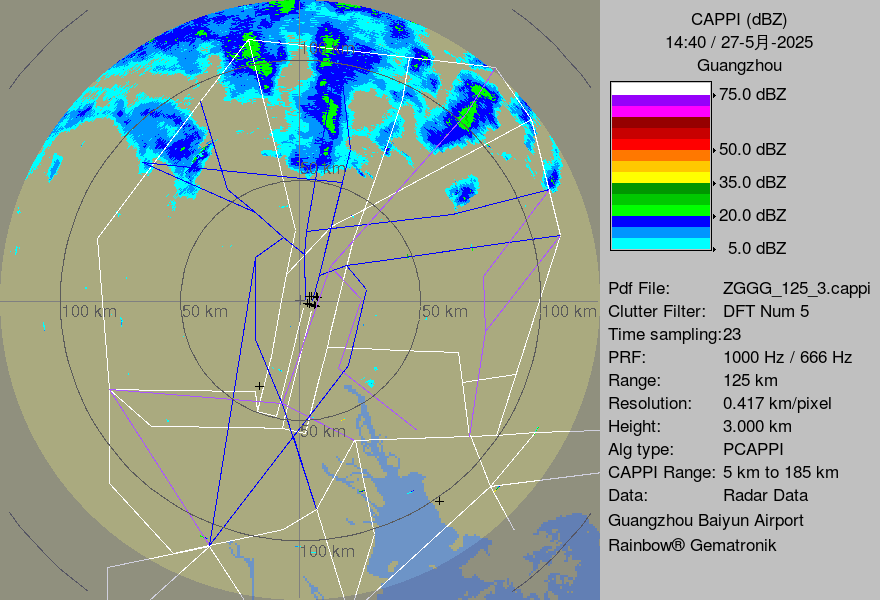 CAPPI (dBZ)
14:40 / 27-5月-2025
Guangzhou
75.0 dBZ
50.0 dBZ
35.0 dBZ
20.0 dBZ
5.0 dBZ
Pdf File: ZGGG_125_3.cappi
Clutter Filter: DFT Num 5
Time sampling:23
PRF: 1000 Hz / 666 Hz
Range: 125 km
Resolution: 0.417 km/pixel
Height: 3.000 km
Alg type: PCAPPI
CAPPI Range: 5 km to 185 km
Data: Radar Data
Guangzhou Baiyun Airport
Rainbow® Gematronik
50 km
100 km
50 km
50 km
100 km
50 km
100 km